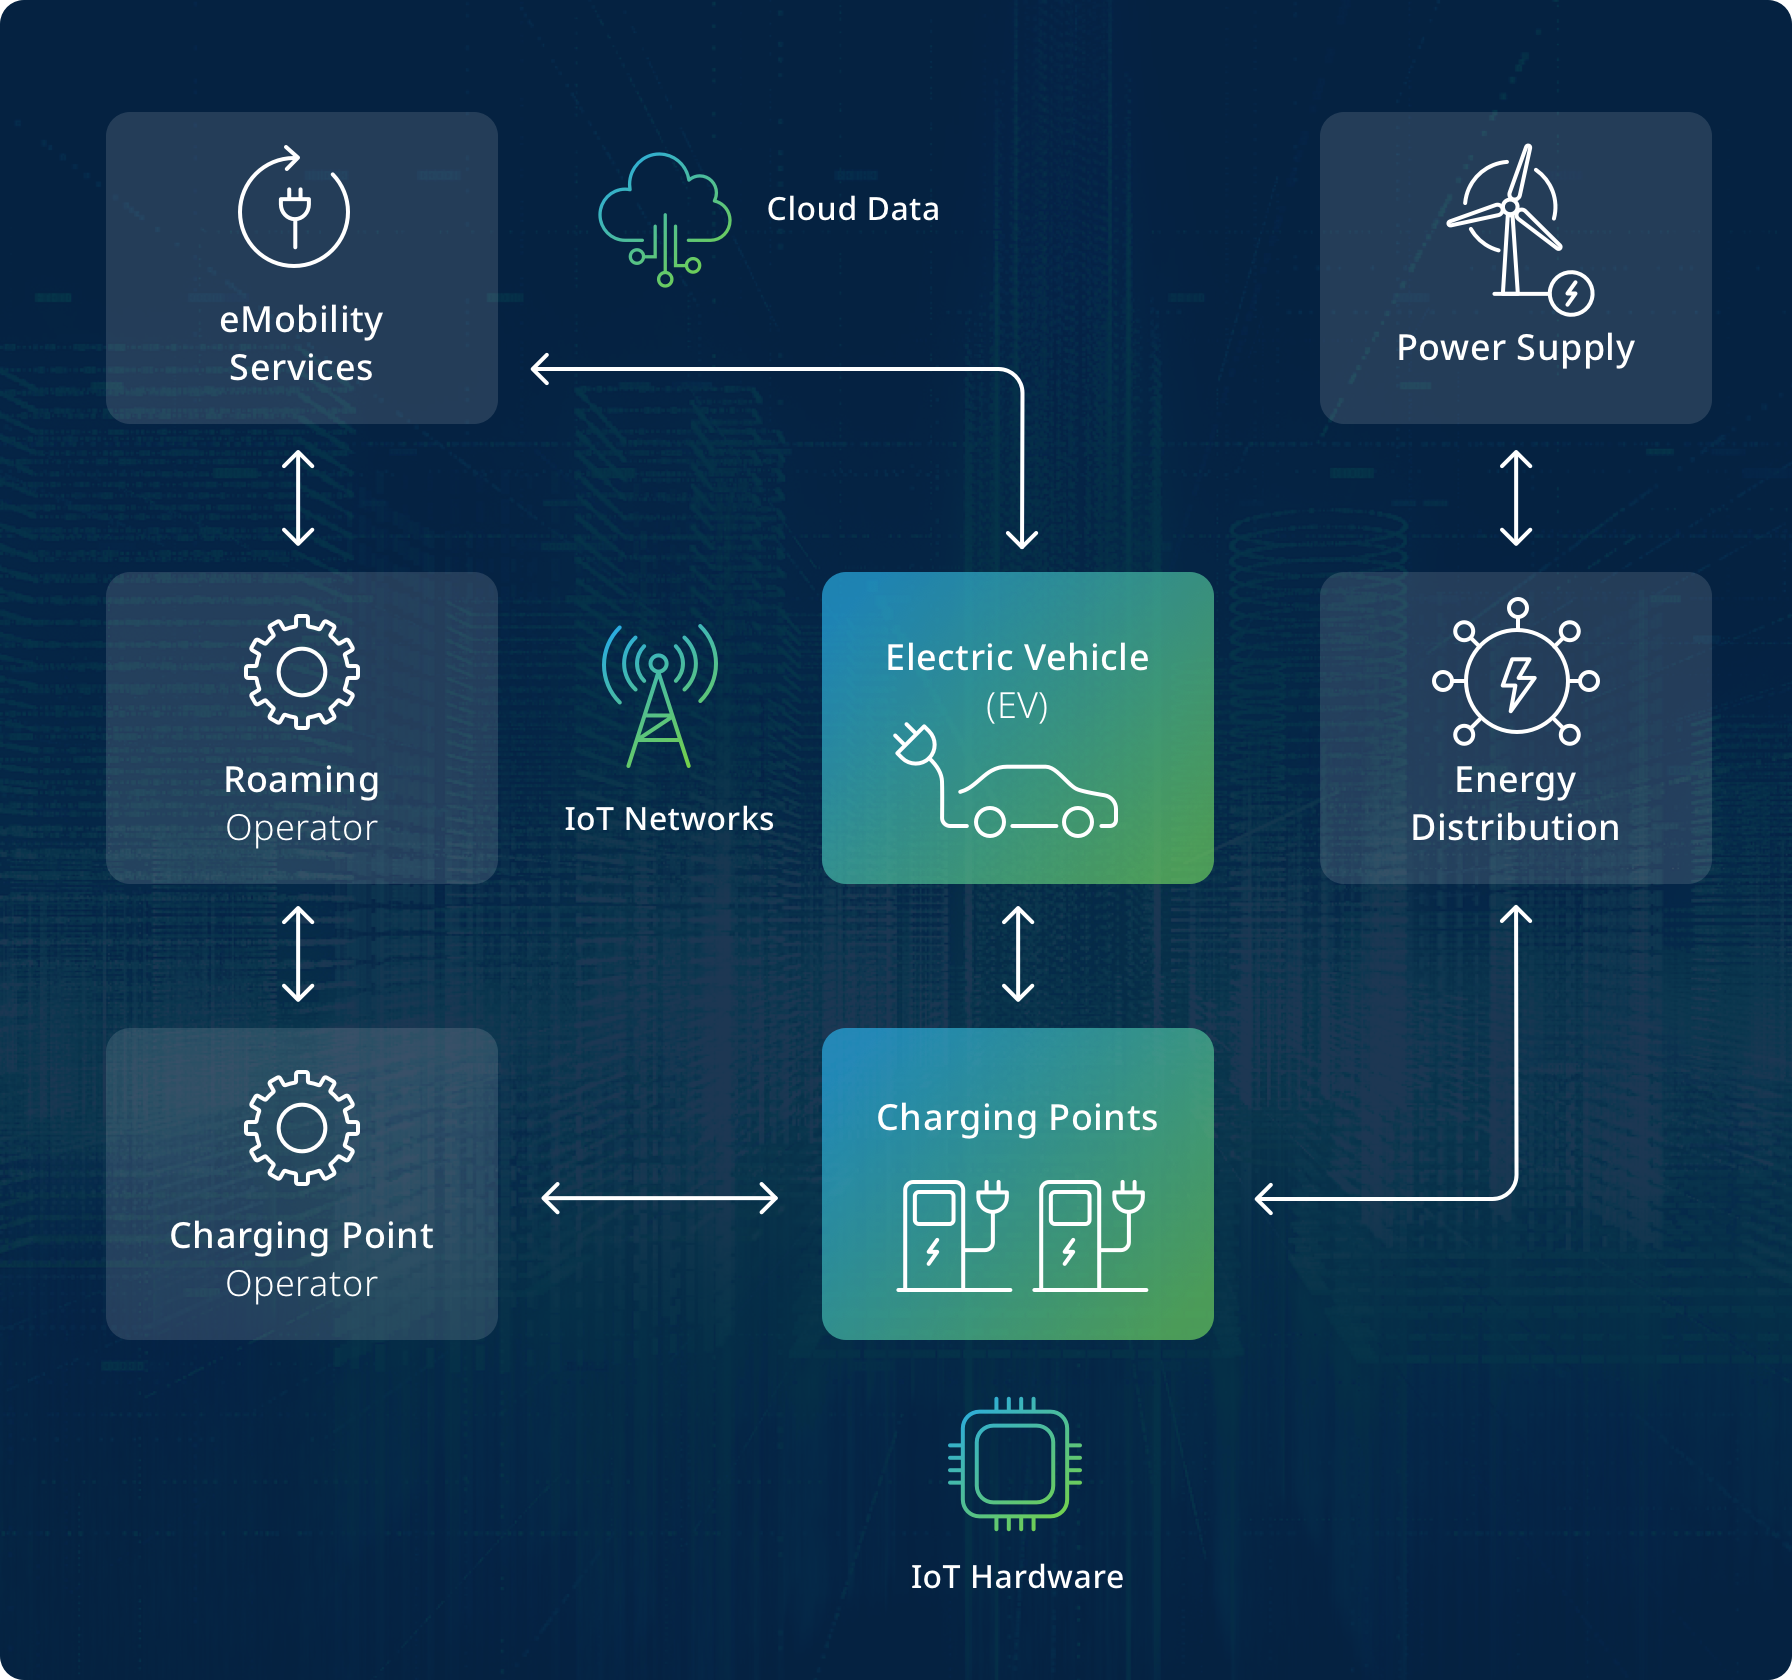 eMobility
Services
Cloud Data
Power Supply
Roaming
Operator
IoT Networks
Electric Vehicle
(EV)
Energy
Distribution
Charging Point
Operator
Charging Points
IoT Hardware